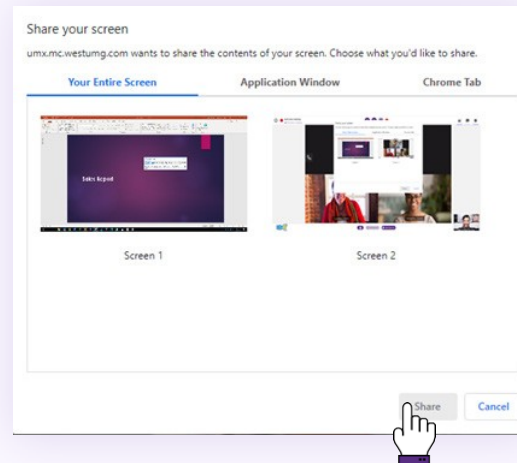 Share your screen
umx.mc.westumg.com wants to share the contents of your screen. Choose what you'd like to share.
Your Entire Screen Application Window Chrome Tab
Sales Report
Screen 1 Screen 2
Share Cancel